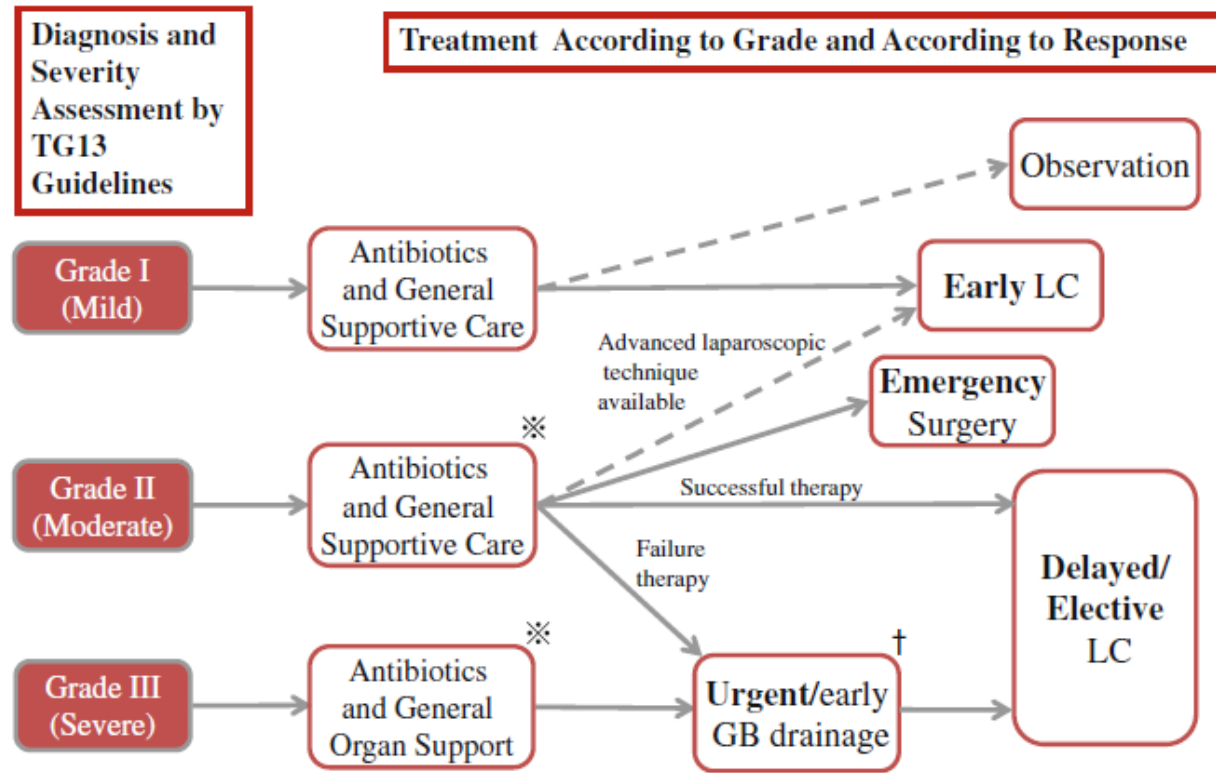 Diagnosis and
Severity
Assessment by
TG13
Guidelines
Treatment According to Grade and According to Response
Observation
Grade I
(Mild)
Antibiotics
and General
Supportive Care
Early LC
Advanced laparoscopic
technique
available
Emergency
Surgery
※
Grade II
(Moderate)
Antibiotics
and General
Supportive Care
Successful therapy
Failure
therapy
Delayed/
Elective
LC
※
†
Grade III
(Severe)
Antibiotics
and General
Organ Support
Urgent/early
GB drainage